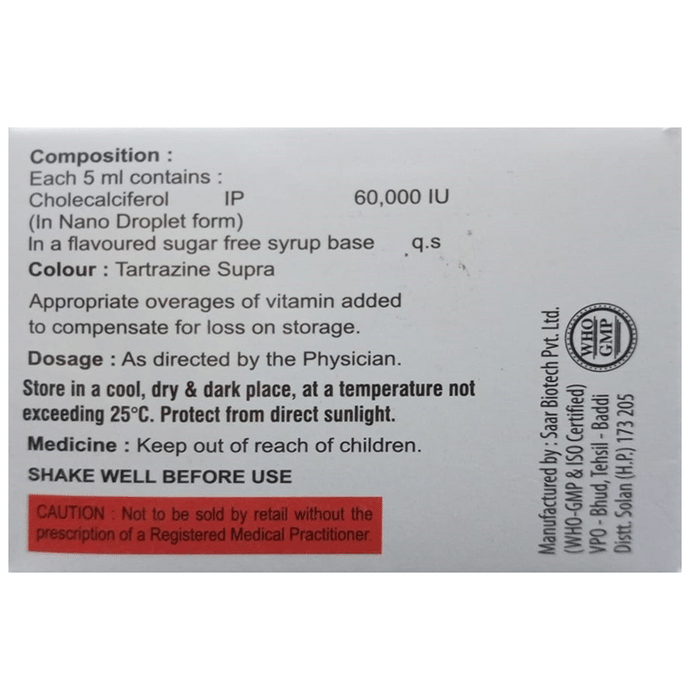 Composition :
Each 5 ml contains :
Cholecalciferol IP 60,000 IU
(In Nano Droplet form)
In a flavoured sugar free syrup base q.s
Colour : Tartrazine Supra
Appropriate overages of vitamin added
to compensate for loss on storage.
Dosage : As directed by the Physician.
Store in a cool, dry & dark place, at a temperature not
exceeding 25°C. Protect from direct sunlight.
Medicine : Keep out of reach of children.
SHAKE WELL BEFORE USE
CAUTION : Not to be sold by retail without the
prescription of a Registered Medical Practitioner.
Manufactured by : Saar Biotech Pvt. Ltd.
(WHO-GMP & ISO Certified)
VPO - Bhud, Tehsil - Baddi
Distt. Solan (H.P.) 173 205
WHO
GMP